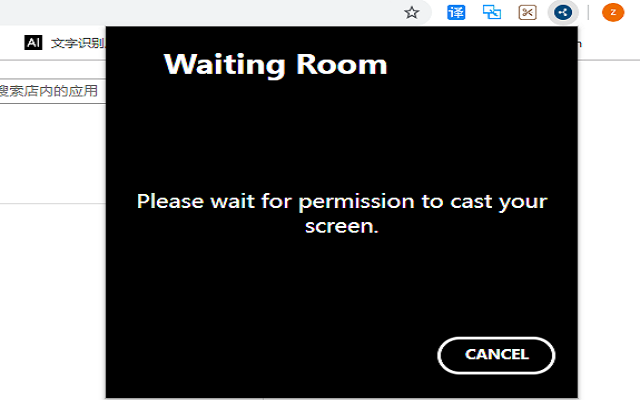 译
Z
AI 文字识别
搜索店内的应用
Waiting Room
Please wait for permission to cast your
screen.
CANCEL